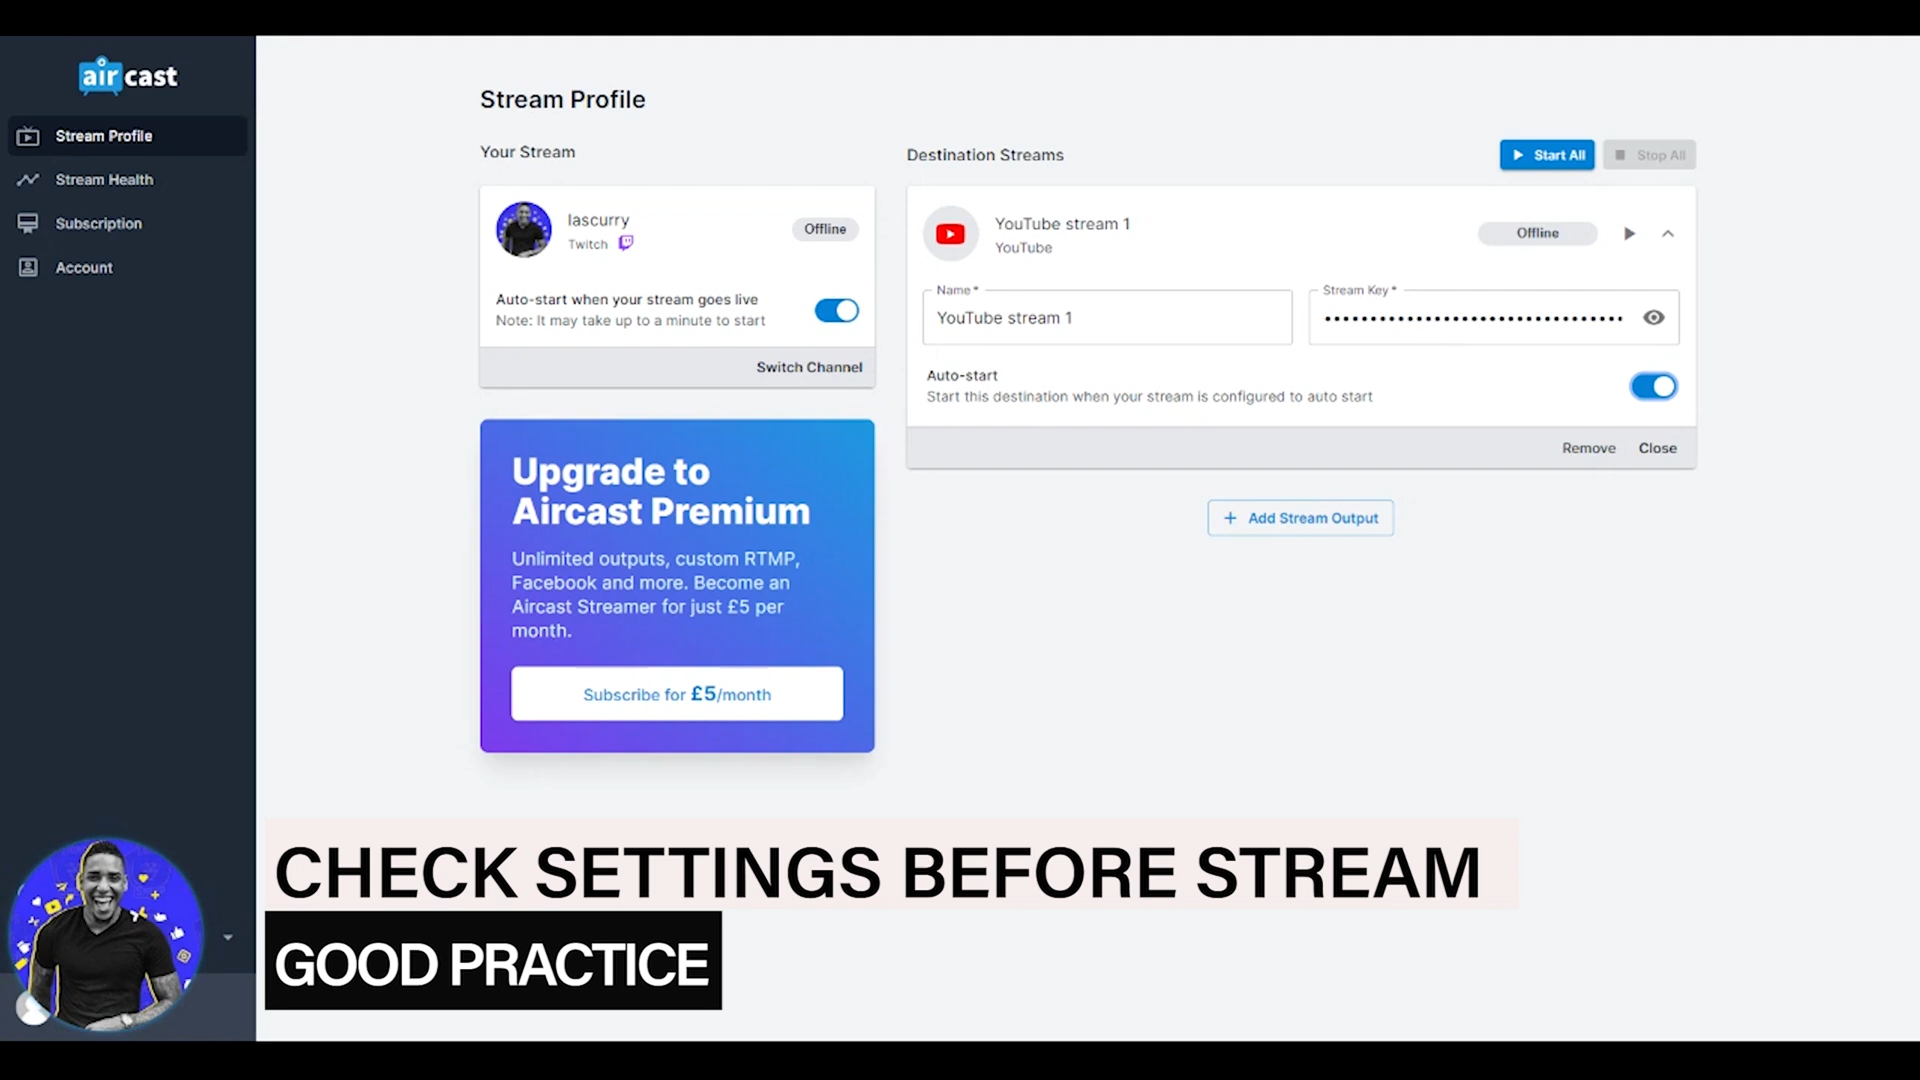 air cast
Stream Profile
Stream Health
Subscription
Account
Stream Profile
Your Stream
lascurry
Twitch
Offline
Auto-start when your stream goes live
Note: It may take up to a minute to start
Switch Channel
Upgrade to
Aircast Premium
Unlimited outputs, custom RTMP,
Facebook and more. Become an
Aircast Streamer for just £5 per
month.
Subscribe for £5/month
Destination Streams
Start All
Stop All
YouTube stream 1
YouTube
Offline
Name *
YouTube stream 1
Stream Key *
••••••••••••••••••••••••••••••••••
Auto-start
Start this destination when your stream is configured to auto start
Remove
Close
+ Add Stream Output
CHECK SETTINGS BEFORE STREAM
GOOD PRACTICE